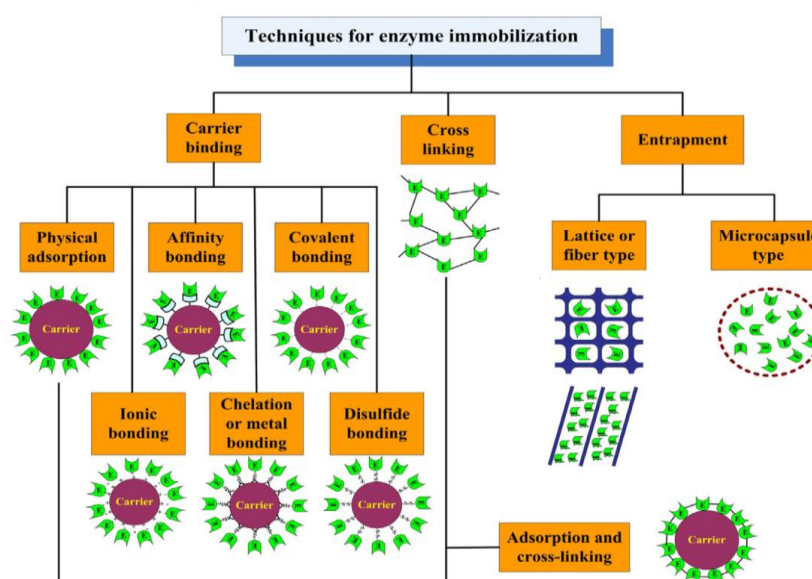 Techniques for enzyme immobilization
Carrier
binding
Cross
linking
Entrapment
Physical
adsorption
Affinity
bonding
Covalent
bonding
Lattice or
fiber type
Microcapsule
type
Carrier
Carrier
Carrier
Ionic
bonding
Chelation
or metal
bonding
Disulfide
bonding
Carrier
Carrier
Carrier
Adsorption and
cross-linking
Carrier